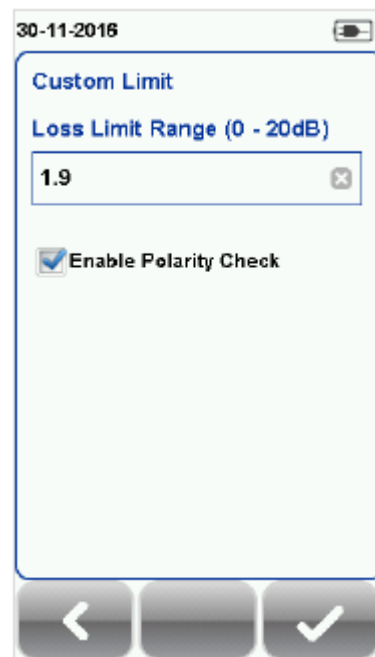 30-11-2016
Custom Limit
Loss Limit Range (0 - 20dB)
1.9
Enable Polarity Check